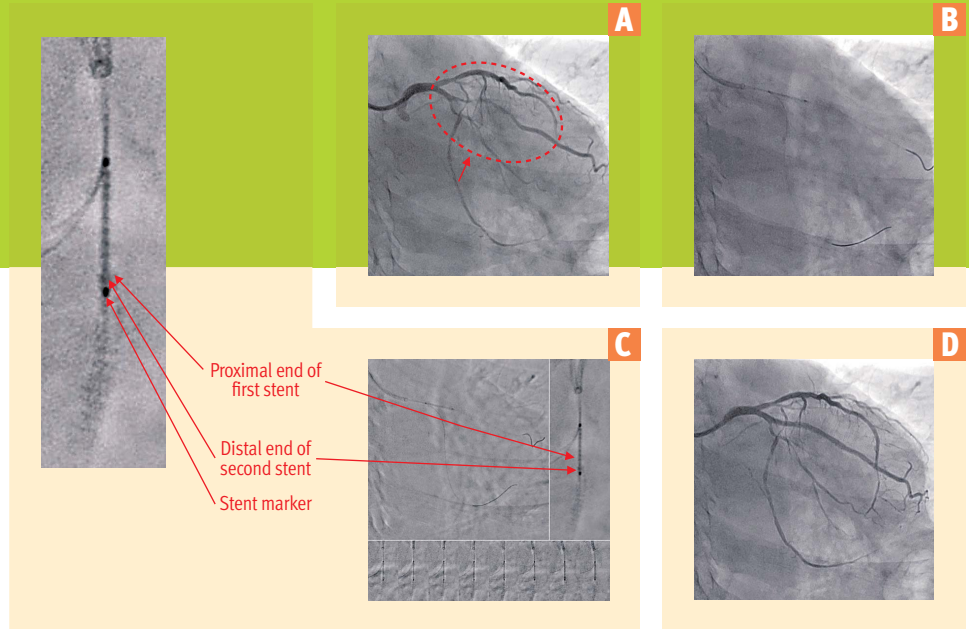 A
B
C
D
Proximal end of
first stent
Distal end of
second stent
Stent marker